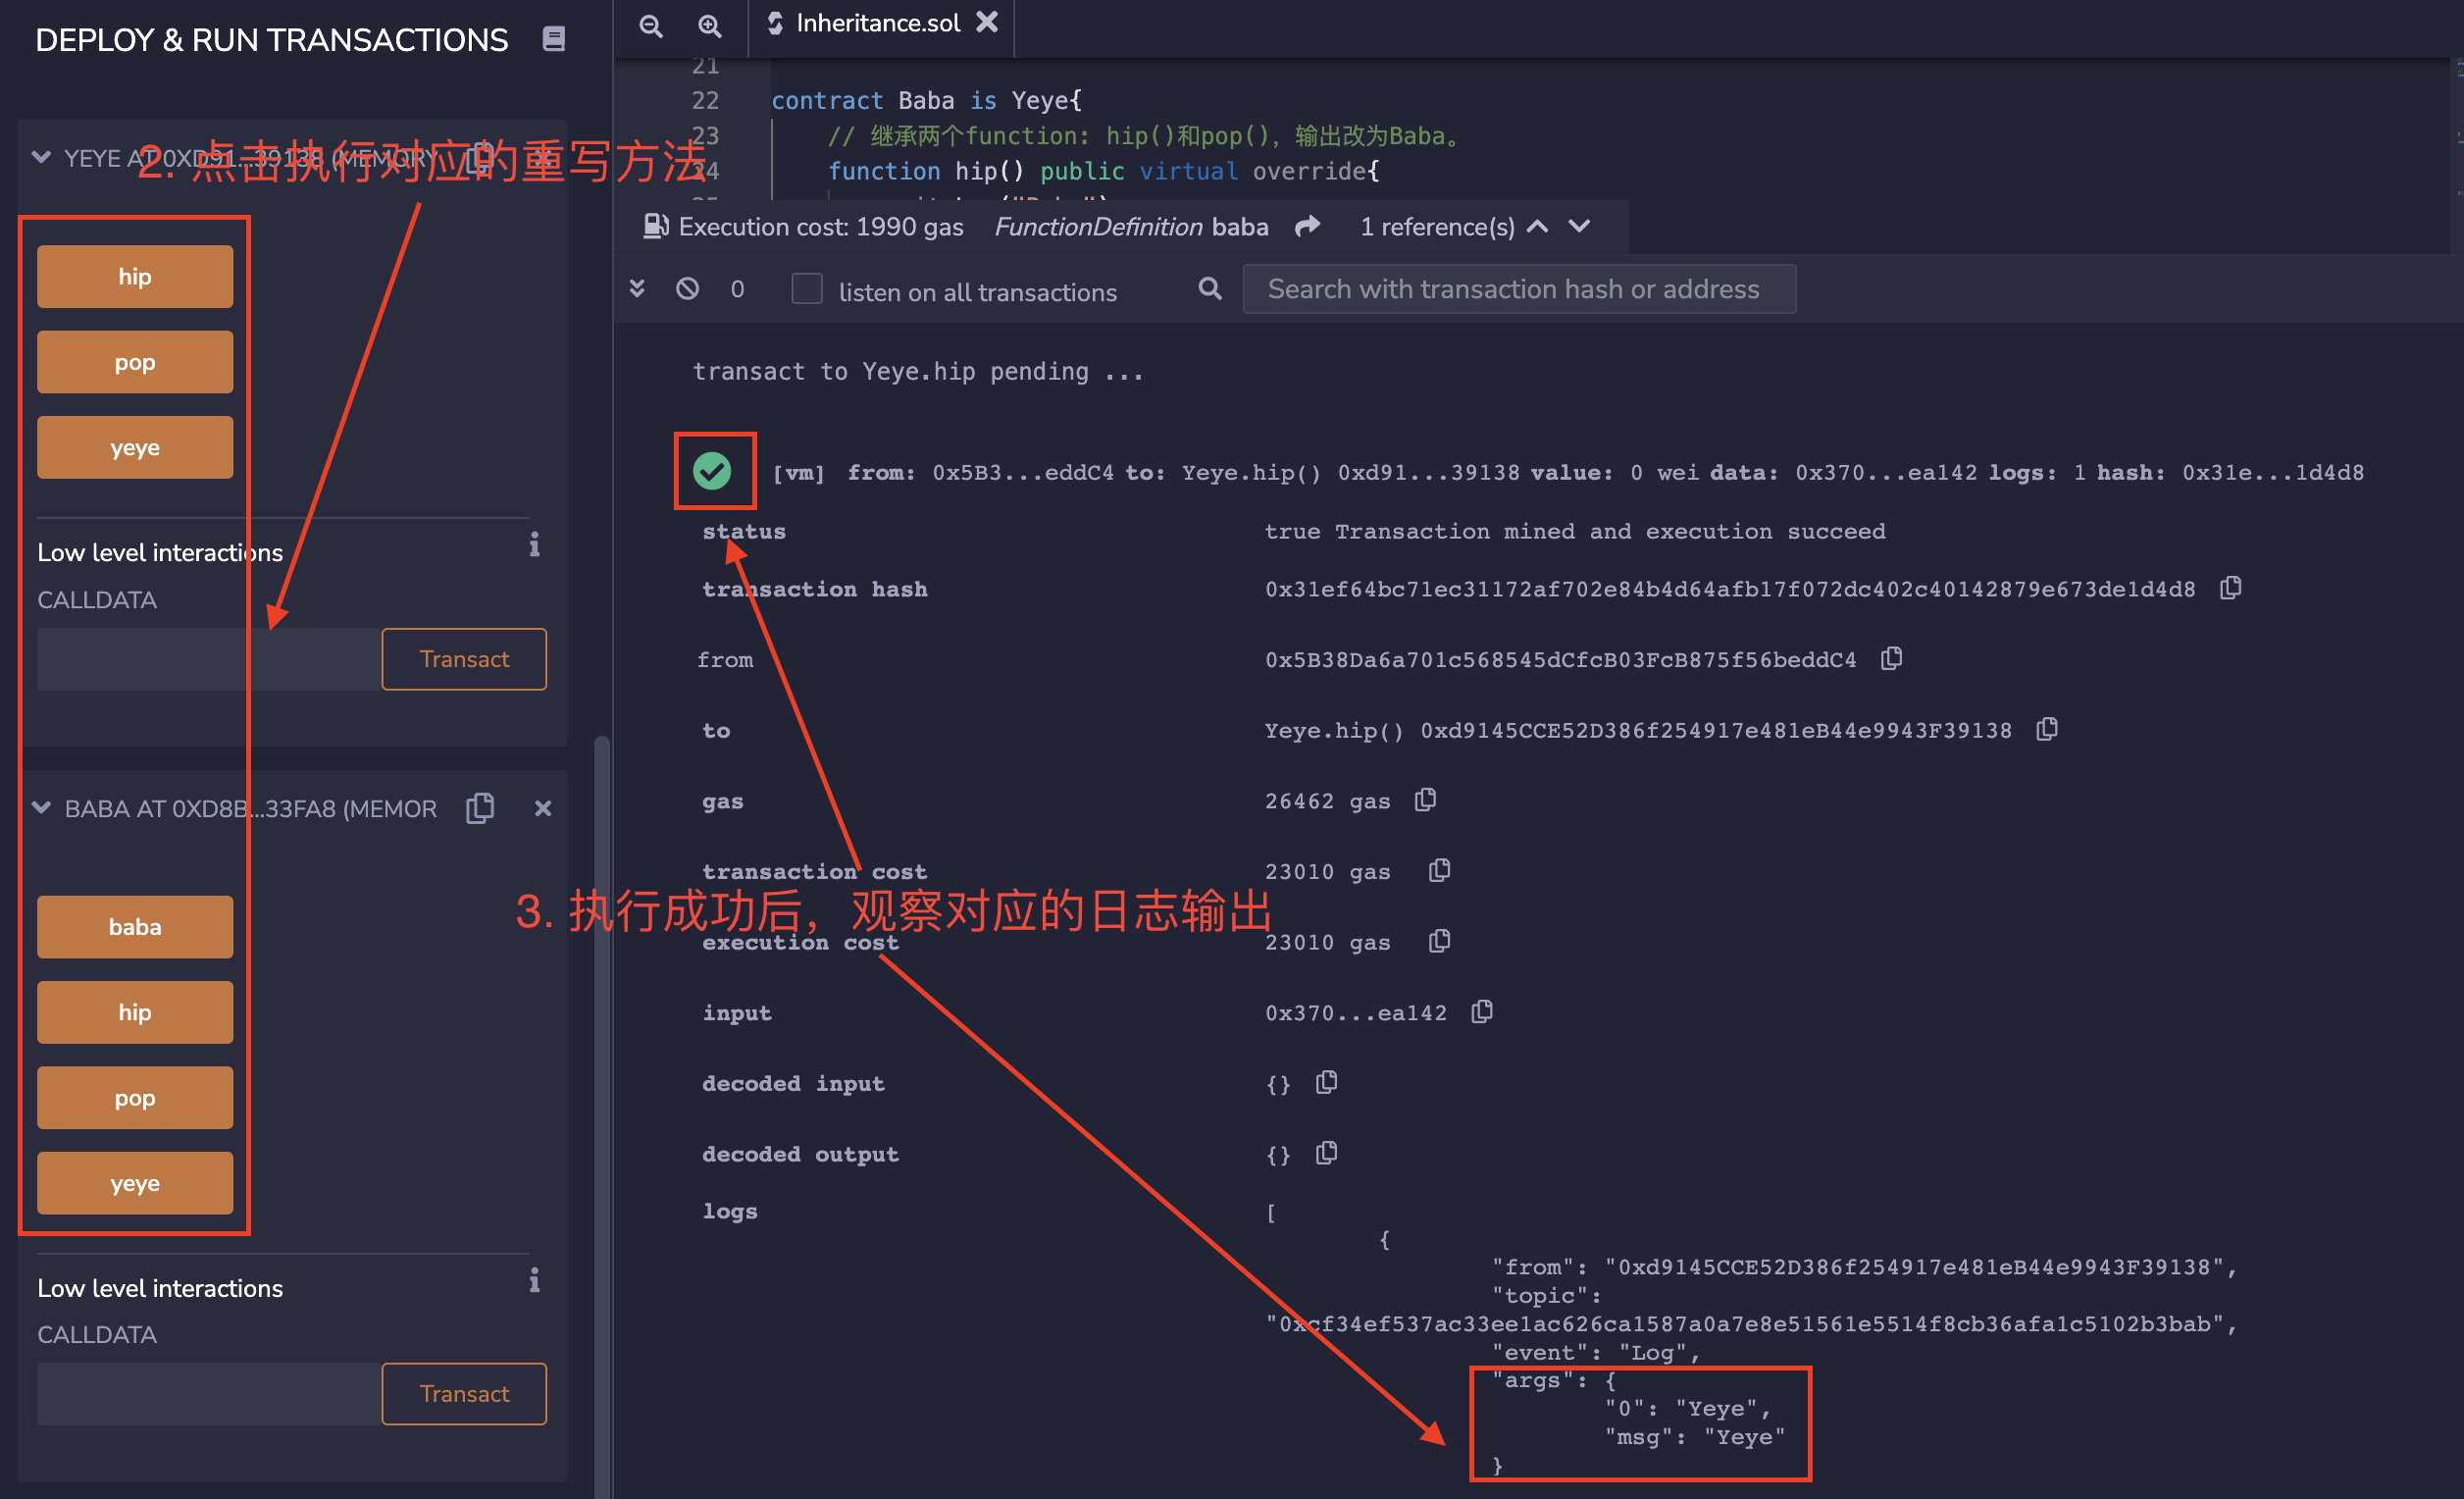 DEPLOY & RUN TRANSACTIONS
YEYE AT 0XD91...39138 (MEMORY
2. 点击执行对应的重写方法
hip
pop
yeye
Low level interactions
CALLDATA
Transact
BABA AT 0XD8B...33FA8 (MEMOR
baba
hip
pop
yeye
Low level interactions
CALLDATA
Transact
Inheritance.sol
21
22 contract Baba is Yeye{
23 // 继承两个function: hip()和pop()，输出改为Baba。
24 function hip() public virtual override{
Execution cost: 1990 gas FunctionDefinition baba 1 reference(s)
0 listen on all transactions Search with transaction hash or address
transact to Yeye.hip pending ...
[vm] from: 0x5B3...eddC4 to: Yeye.hip() 0xd91...39138 value: 0 wei data: 0x370...ea142 logs: 1 hash: 0x31e...1d4d8
status true Transaction mined and execution succeed
transaction hash 0x31ef64bc71ec31172af702e84b4d64afb17f072dc402c40142879e673de1d4d8
from 0x5B38Da6a701c568545dCfcB03FcB875f56beddC4
to Yeye.hip() 0xd9145CCE52D386f254917e481eB44e9943F39138
gas 26462 gas
transaction cost 23010 gas
3. 执行成功后，观察对应的日志输出
execution cost 23010 gas
input 0x370...ea142
decoded input {}
decoded output {}
logs [
{
"from": "0xd9145CCE52D386f254917e481eB44e9943F39138",
"topic":
"0xcf34ef537ac33ee1ac626ca1587a0a7e8e51561e5514f8cb36afa1c5102b3bab",
"event": "Log",
"args": {
"0": "Yeye",
"msg": "Yeye"
}